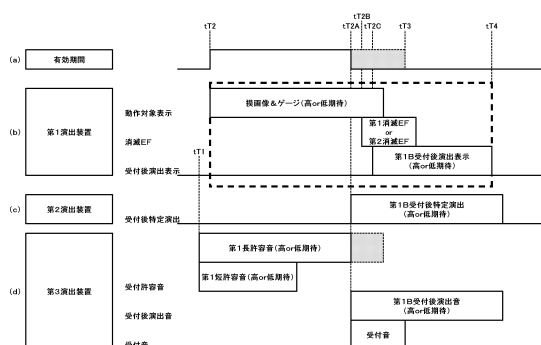 tT2B
tT2
tT2A
tT2C
tT3
tT4
(a)
有効期間
(b)
第1演出装置
動作対象表示
模画像&ゲージ(高or低期待)
消滅EF
第1消滅EF
or
第2消滅EF
受付後演出表示
第1B受付後演出表示
(高or低期待)
tT1
(c)
第2演出装置
受付後特定演出
第1B受付後特定演出
(高or低期待)
(d)
第3演出装置
第1長許容音(高or低期待)
受付許容音
第1短許容音(高or低期待)
受付後演出音
第1B受付後演出音
(高or低期待)
受付音
受付音